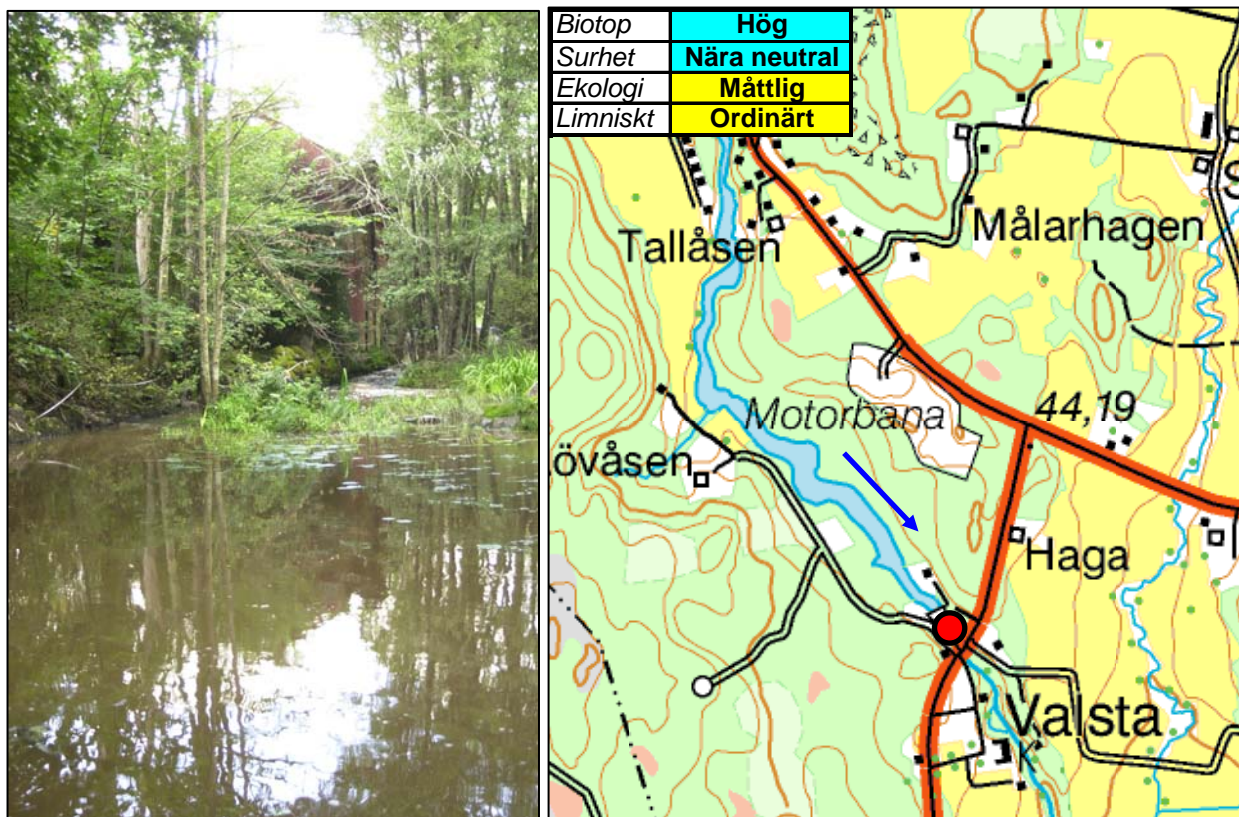 Biotop Hög
Surhet Nära neutral
Ekologi Måttlig
Limniskt Ordinärt
Tallåsen
Målarhagen
Motorbana
44,19
övåsen
Haga
Valsta